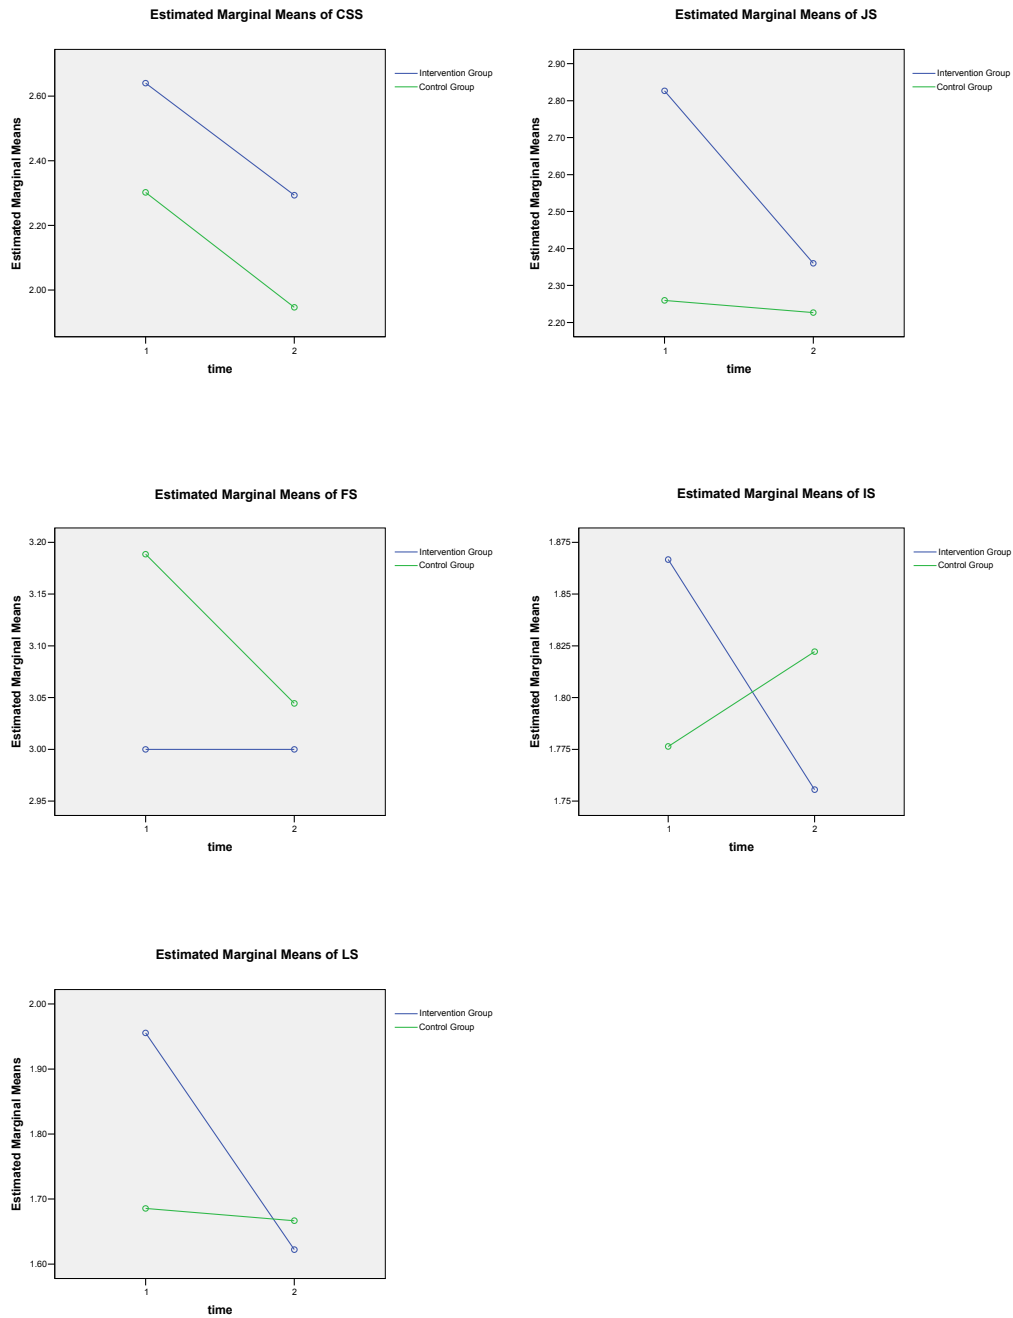 Estimated Marginal Means of CSS
Intervention Group
Control Group
Estimated Marginal Means
2.60
2.40
2.20
2.00
1
2
time
Estimated Marginal Means of JS
Intervention Group
Control Group
Estimated Marginal Means
2.90
2.80
2.70
2.60
2.50
2.40
2.30
2.20
1
2
time
Estimated Marginal Means of FS
Intervention Group
Control Group
Estimated Marginal Means
3.20
3.15
3.10
3.05
3.00
2.95
1
2
time
Estimated Marginal Means of IS
Intervention Group
Control Group
Estimated Marginal Means
1.875
1.85
1.825
1.80
1.775
1.75
1
2
time
Estimated Marginal Means of LS
Intervention Group
Control Group
Estimated Marginal Means
2.00
1.90
1.80
1.70
1.60
1
2
time